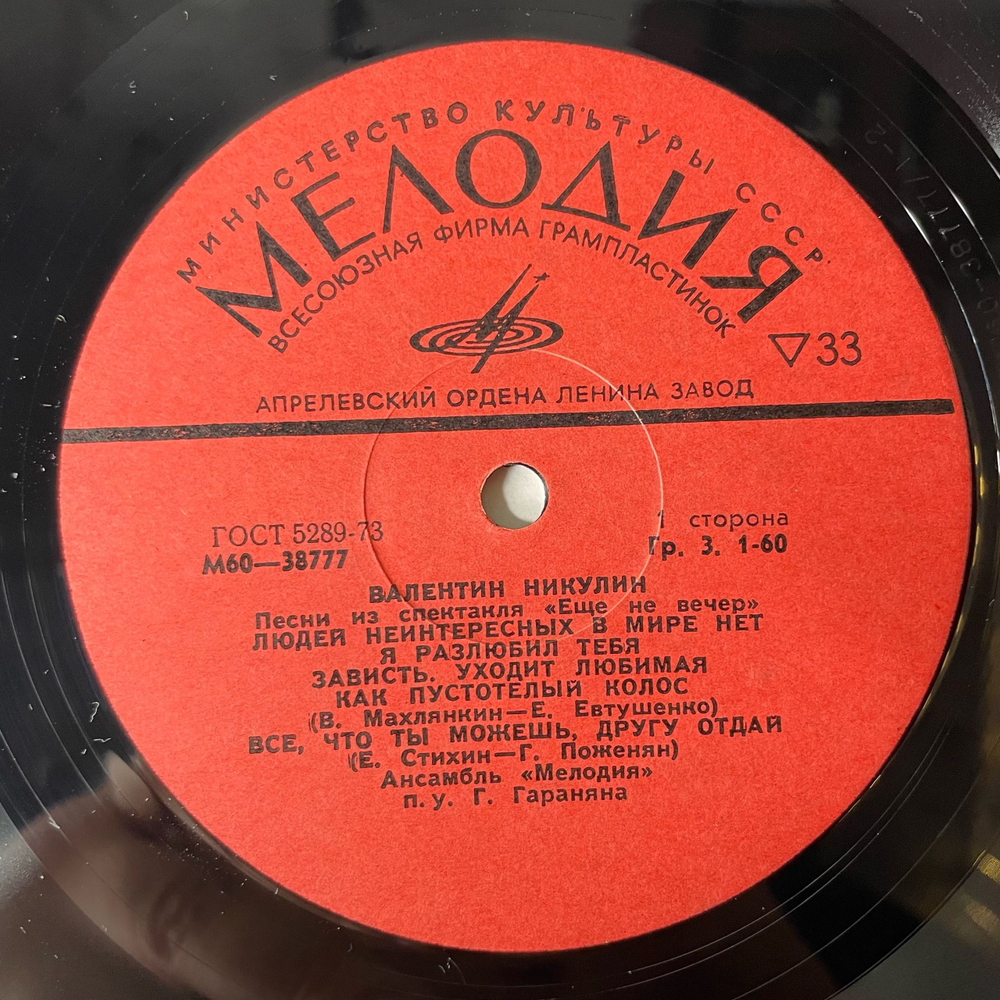 МИНИСТЕРСТВО КУЛЬТУРЫ СССР
МЕЛОДИЯ
ВСЕСОЮЗНАЯ ФИРМА ГРАМПЛАСТИНОК
▽33
АПРЕЛЕВСКИЙ ОРДЕНА ЛЕНИНА ЗАВОД
ГОСТ 5289-73
М60—38777
1 сторона
Гр. 3. 1-60
ВАЛЕНТИН НИКУЛИН
Песни из спектакля «Еще не вечер»
ЛЮДЕЙ НЕИНТЕРЕСНЫХ В МИРЕ НЕТ
Я РАЗЛЮБИЛ ТЕБЯ
ЗАВИСТЬ. УХОДИТ ЛЮБИМАЯ
КАК ПУСТОТЕЛЫЙ КОЛОС
(В. Махлянкин—Е. Евтушенко)
ВСЕ, ЧТО ТЫ МОЖЕШЬ, ДРУГУ ОТДАЙ
(Е. Стихин—Г. Поженян)
Ансамбль «Мелодия»
п. у. Г. Гараняна